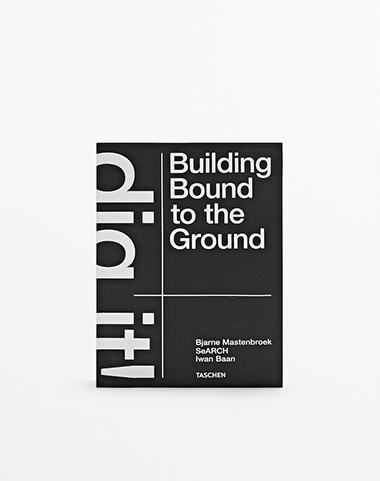 dig it!
Building
Bound
to the
Ground
Bjarne Mastenbroek
SeARCH
Iwan Baan
TASCHEN